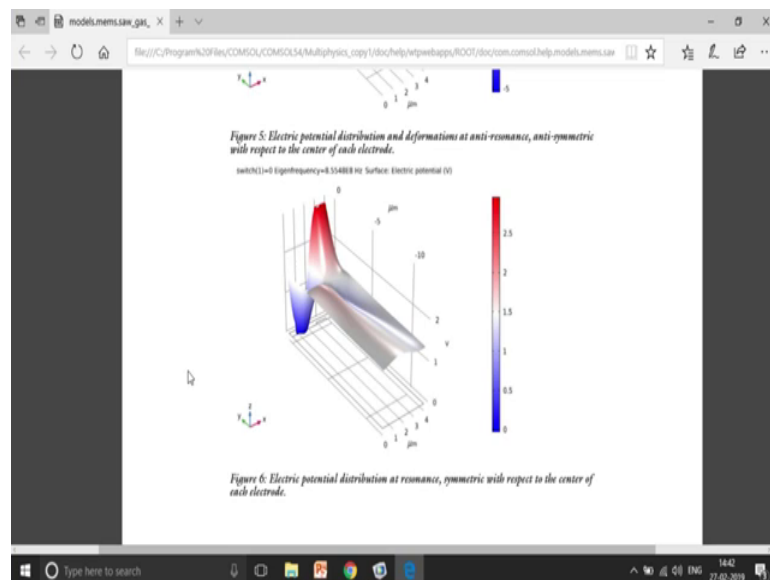 models.mems.saw_gas_
file:///C:/Program%20Files/COMSOL/COMSOL54/Multiphysics_copy1/doc/help/wtpwebapps/ROOT/doc/com.comsol.help.models.mems.saw
y z x
0 1 2 3 4
µm
-5
Figure 5: Electric potential distribution and deformations at anti-resonance, anti-symmetric
with respect to the center of each electrode.
switch(1)=0 Eigenfrequency=8.5548E8 Hz Surface: Electric potential (V)
0
µm
-5
-10
2.5
2
1.5
1
0.5
0
2
V
1
0
y z x
0 1 2 3 4
µm
Figure 6: Electric potential distribution at resonance, symmetric with respect to the center of
each electrode.
Type here to search
ENG
14:42
27-02-2019